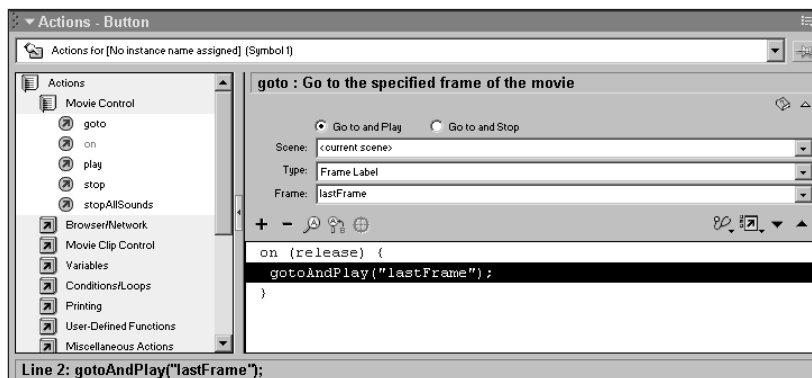 Actions - Button
Actions for [No instance name assigned] (Symbol 1)
Actions
Movie Control
goto
on
play
stop
stopAllSounds
Browser/Network
Movie Clip Control
Variables
Conditions/Loops
Printing
User-Defined Functions
Miscellaneous Actions
goto : Go to the specified frame of the movie
Go to and Play Go to and Stop
Scene: <current scene>
Type: Frame Label
Frame: lastFrame
on (release) {
gotoAndPlay("lastFrame");
}
Line 2: gotoAndPlay("lastFrame");